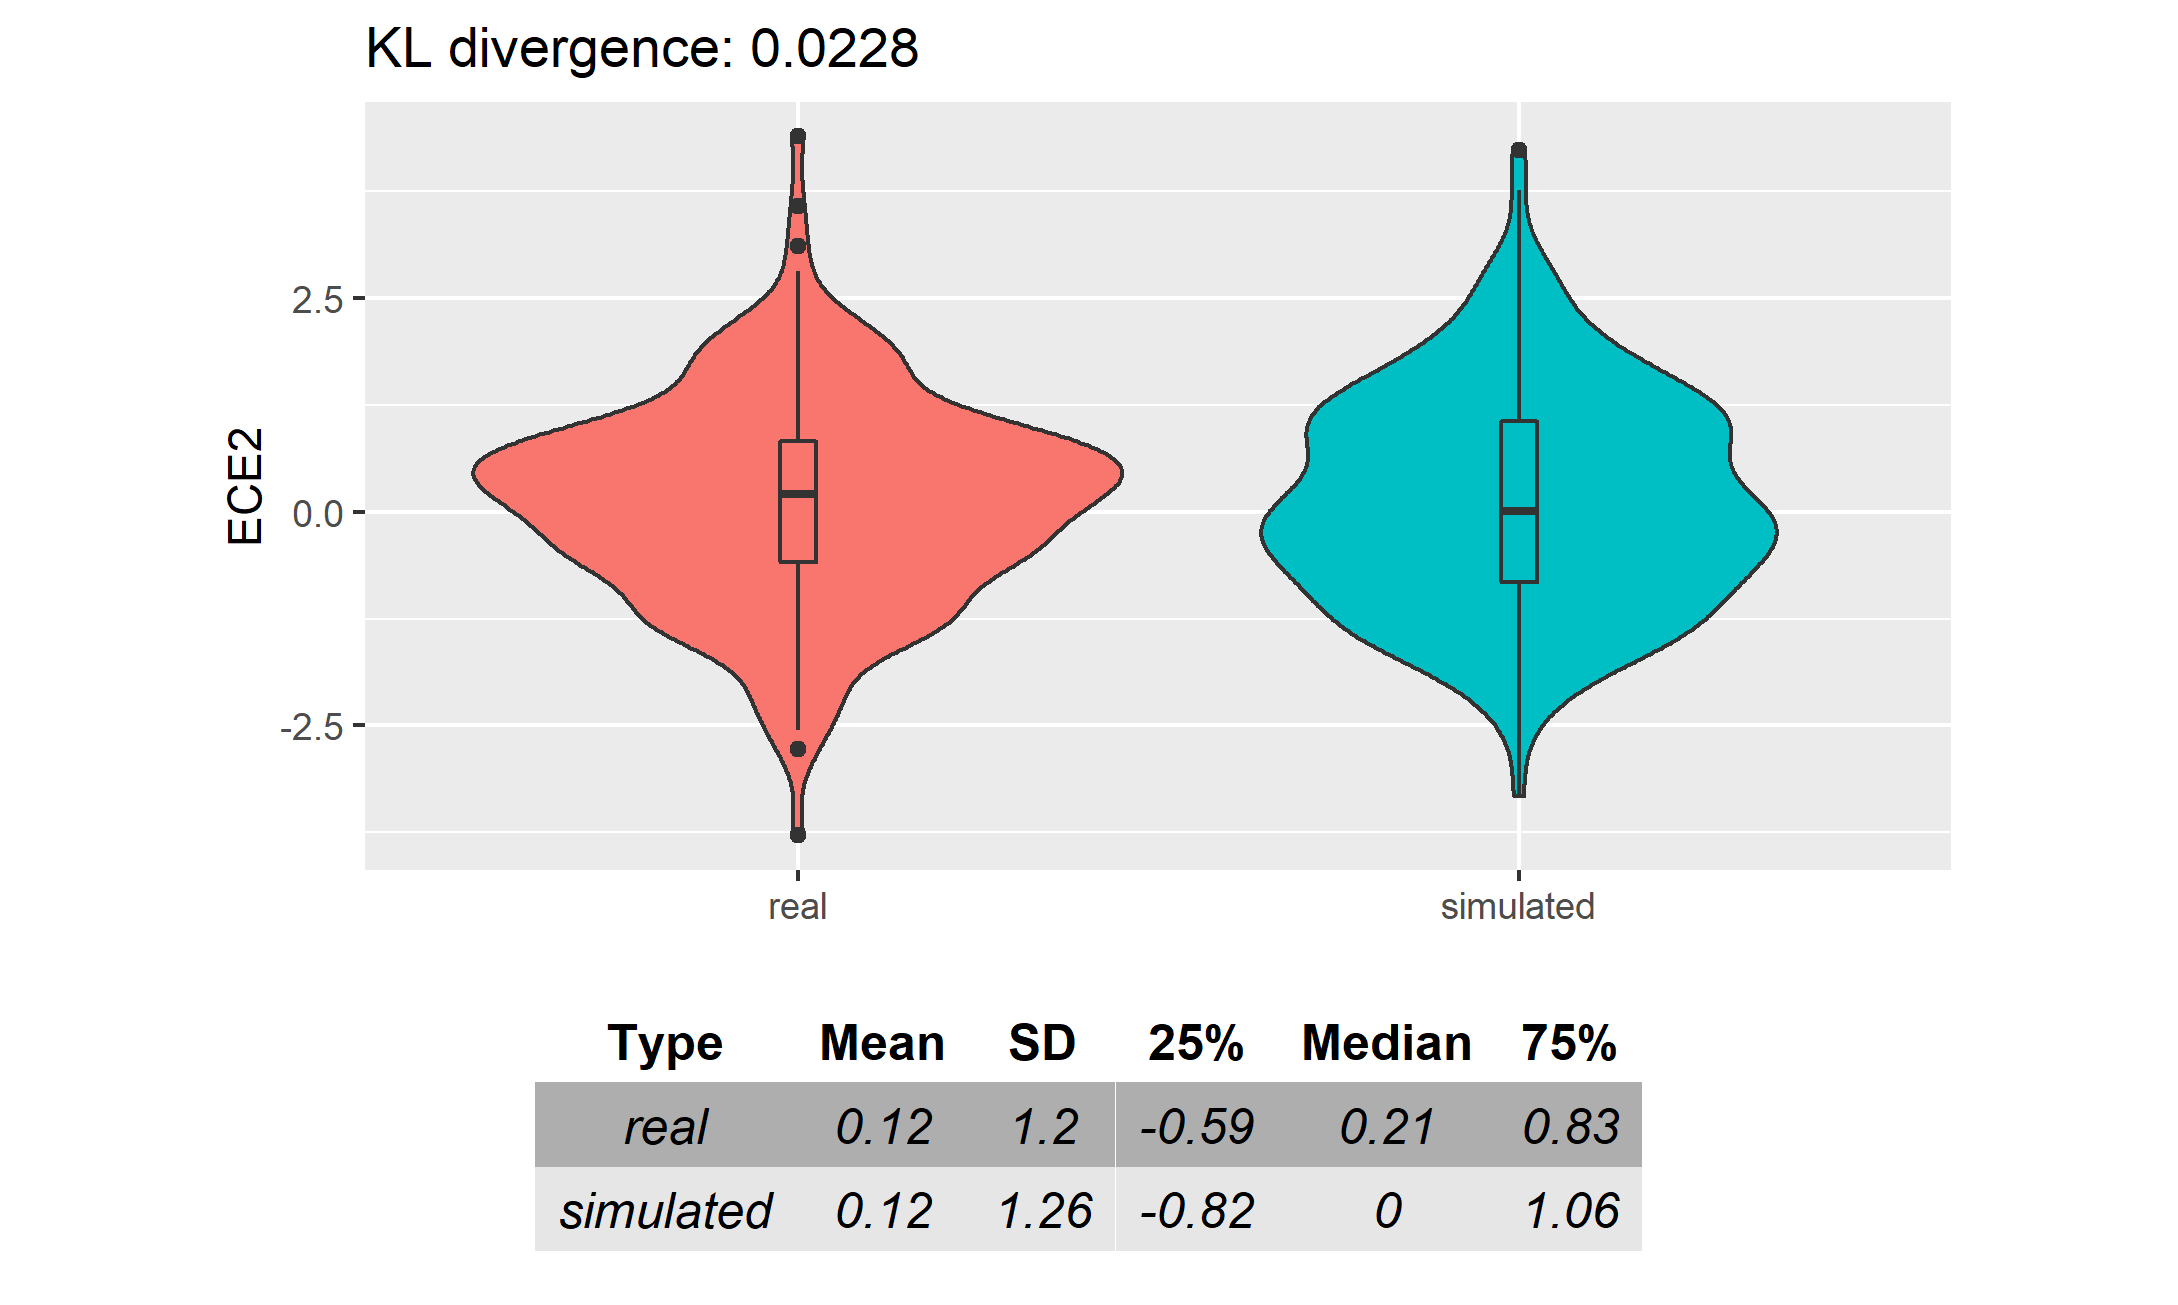 KL divergence: 0.0228
ECE2
2.5
0.0
-2.5
real simulated
Type Mean SD 25% Median 75%
real 0.12 1.2 -0.59 0.21 0.83
simulated 0.12 1.26 -0.82 0 1.06